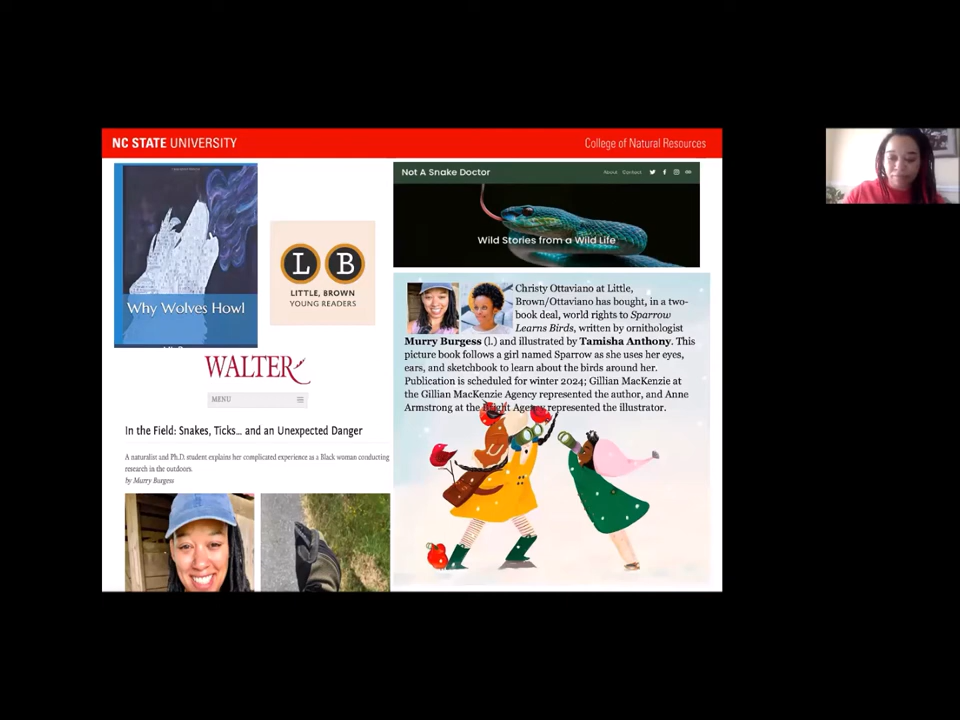 NC STATE UNIVERSITY
College of Natural Resources
Why Wolves Howl
L B
LITTLE, BROWN
YOUNG READERS
WALTER
MENU
In the Field: Snakes, Ticks... and an Unexpected Danger
A naturalist and Ph.D. student explains her complicated experience as a Black woman conducting
research in the outdoors.
by Murry Burgess
Not A Snake Doctor
About Contact
Wild Stories from a Wild Life
Christy Ottaviano at Little,
Brown/Ottaviano has bought, in a two-
book deal, world rights to Sparrow
Learns Birds, written by ornithologist
Murry Burgess (l.) and illustrated by Tamisha Anthony. This
picture book follows a girl named Sparrow as she uses her eyes,
ears, and sketchbook to learn about the birds around her.
Publication is scheduled for winter 2024; Gillian MacKenzie at
the Gillian MacKenzie Agency represented the author, and Anne
Armstrong at the Bright Agency represented the illustrator.